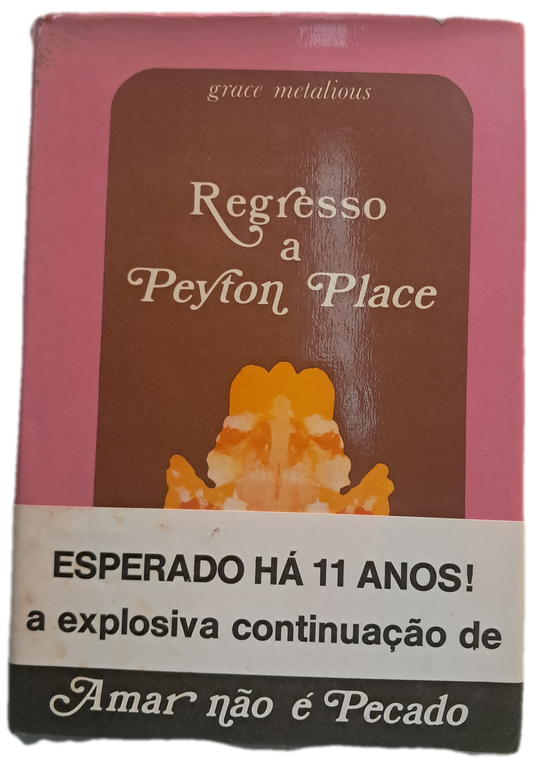 grace metalious
Regresso
a
Peyton Place
ESPERADO HÁ 11 ANOS!
a explosiva continuação de
Amar não é Pecado